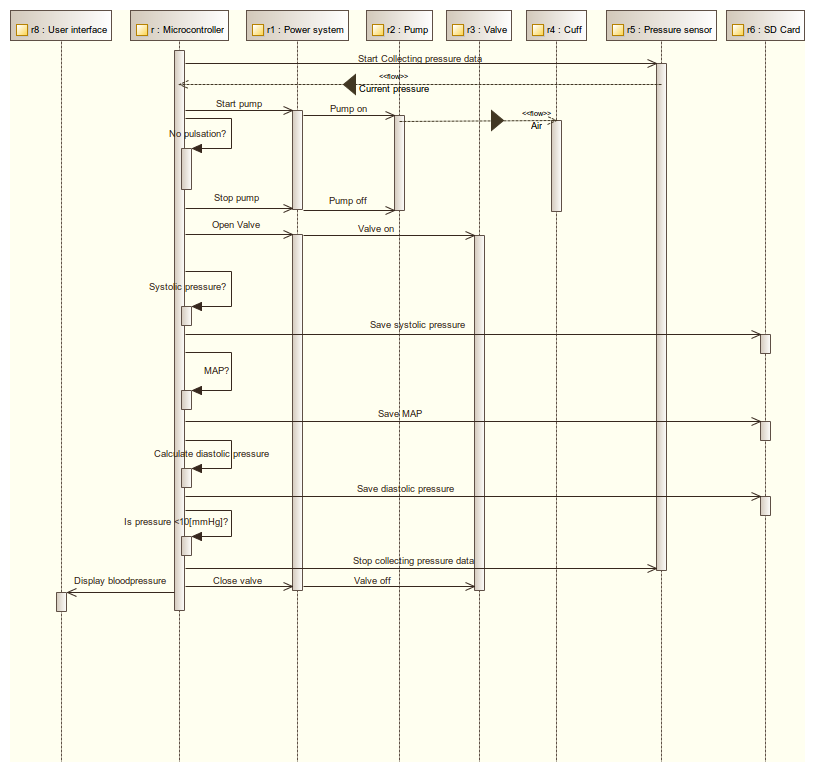 r8 : User interface
r : Microcontroller
r1 : Power system
r2 : Pump
r3 : Valve
r4 : Cuff
r5 : Pressure sensor
r6 : SD Card
Start Collecting pressure data
<<flow>>
Current pressure
Start pump
Pump on
<<flow>>
Air
No pulsation?
Stop pump
Pump off
Open Valve
Valve on
Systolic pressure?
Save systolic pressure
MAP?
Save MAP
Calculate diastolic pressure
Save diastolic pressure
Is pressure <10[mmHg]?
Stop collecting pressure data
Display bloodpressure
Close valve
Valve off